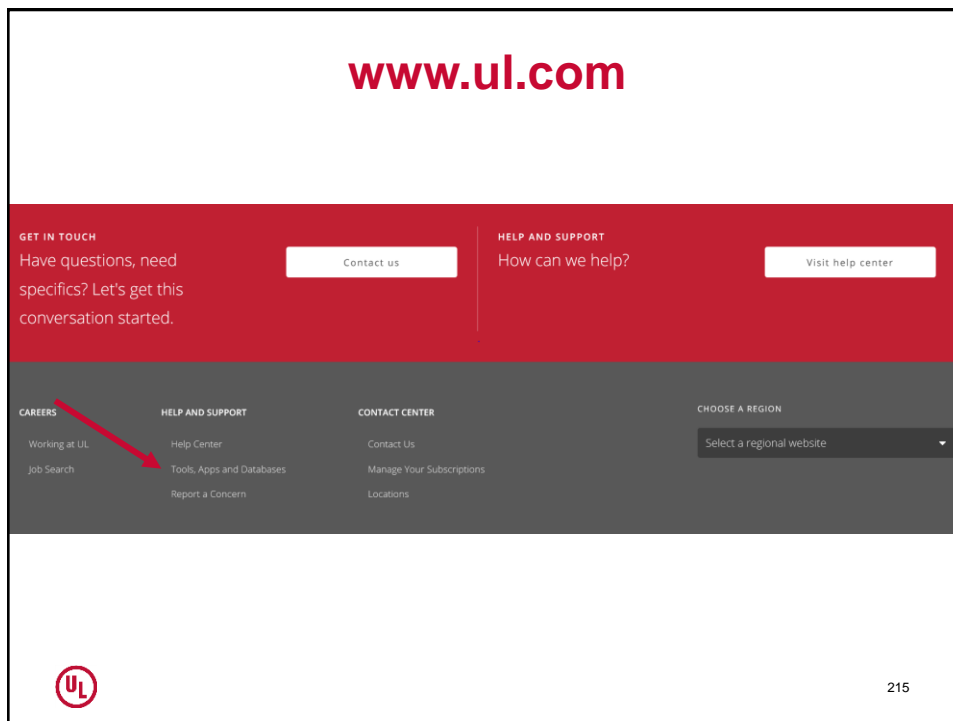 www.ul.com
GET IN TOUCH
Have questions, need
specifics? Let's get this
conversation started.
Contact us
HELP AND SUPPORT
How can we help?
Visit help center
CAREERS
Working at UL
Job Search
HELP AND SUPPORT
Help Center
Tools, Apps and Databases
Report a Concern
CONTACT CENTER
Contact Us
Manage Your Subscriptions
Locations
CHOOSE A REGION
Select a regional website
UL
215